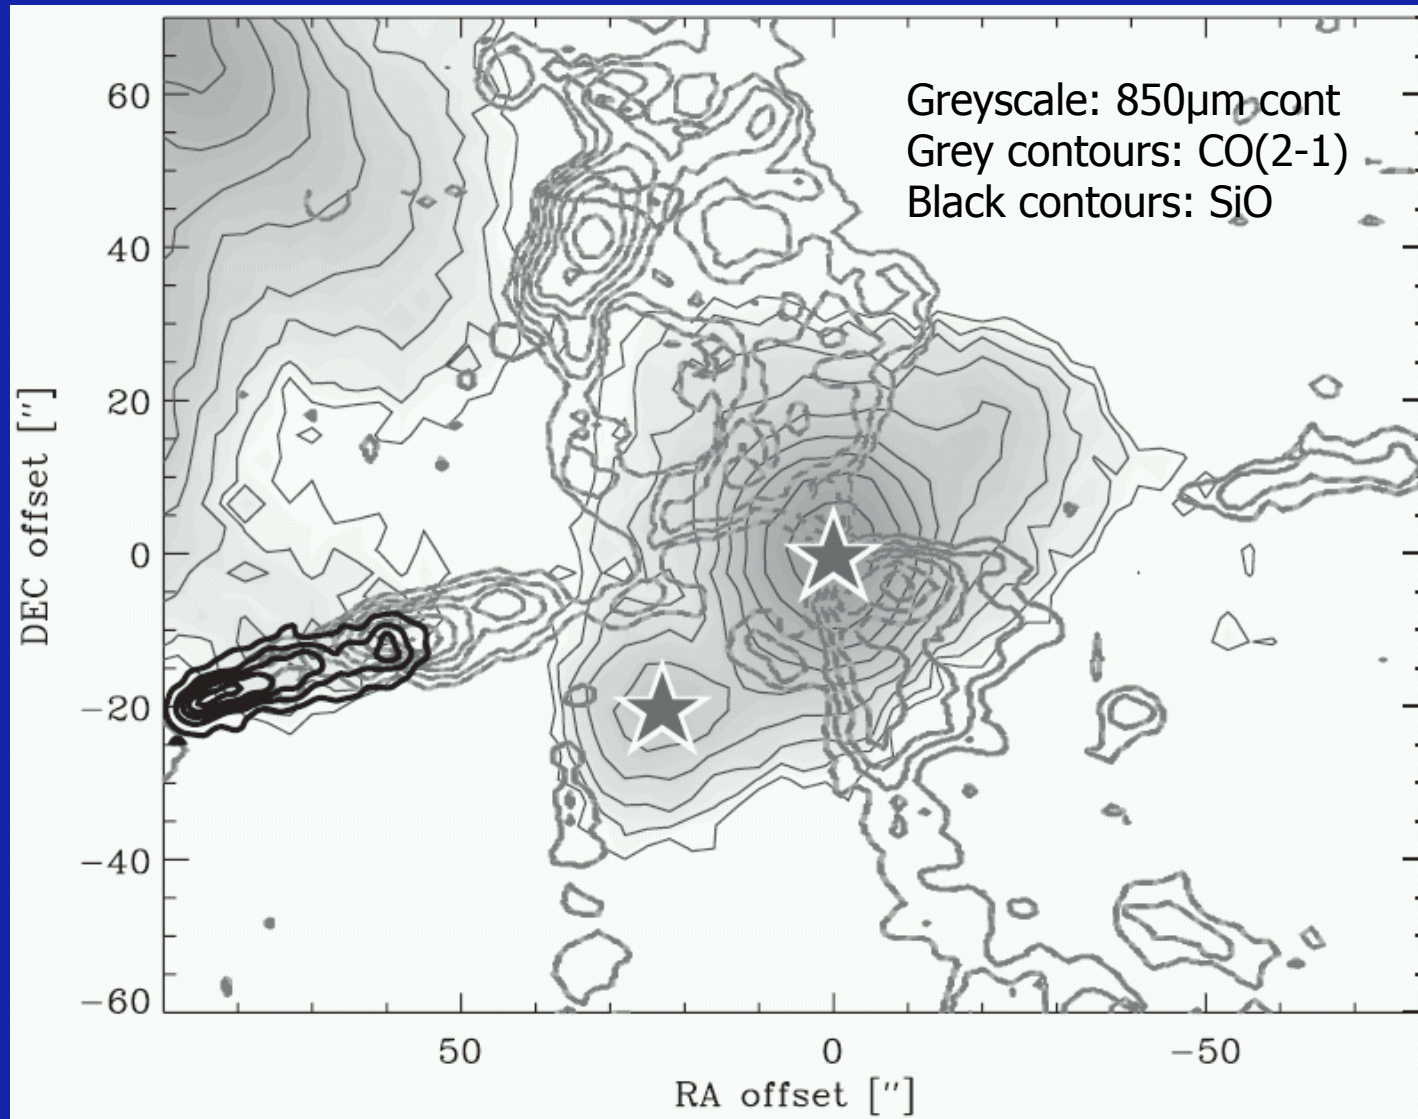 Greyscale: 850µm cont
Grey contours: CO(2-1)
Black contours: SiO
60
40
20
0
−20
−40
−60
DEC offset ["]
50
0
−50
RA offset ["]